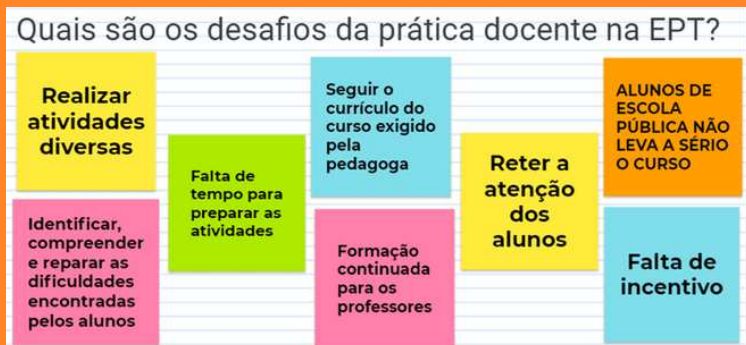 Quais são os desafios da prática docente na EPT?
Realizar
atividades
diversas
Identificar,
compreender
e reparar as
dificuldades
encontradas
pelos alunos
Falta de
tempo para
preparar as
atividades
Seguir o
currículo do
curso exigido
pela
pedagoga
Formação
continuada
para os
professores
Reter a
atenção
dos
alunos
ALUNOS DE
ESCOLA
PÚBLICA NÃO
LEVA A SÉRIO
O CURSO
Falta de
incentivo